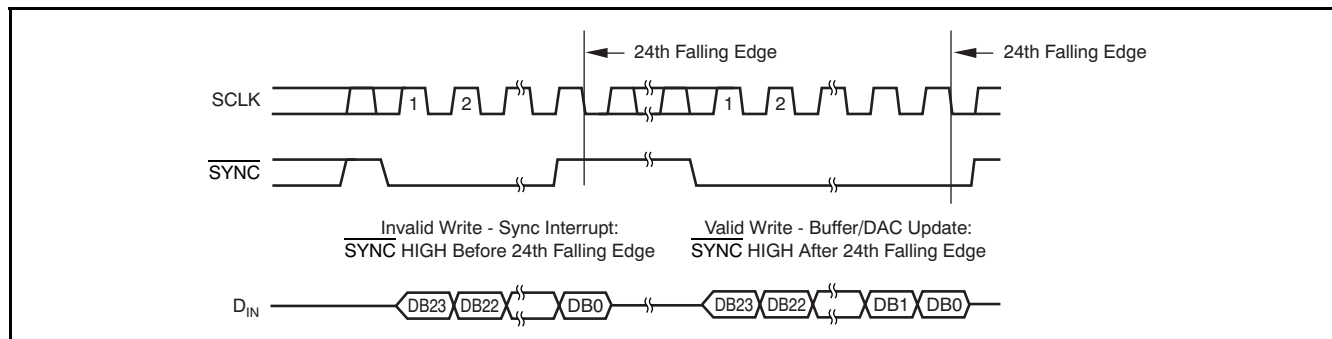 24th Falling Edge
24th Falling Edge
SCLK
1
2
1
2
SYNC
Invalid Write - Sync Interrupt:
SYNC HIGH Before 24th Falling Edge
Valid Write - Buffer/DAC Update:
SYNC HIGH After 24th Falling Edge
DIN
DB23
DB22
DB0
DB23
DB22
DB1
DB0